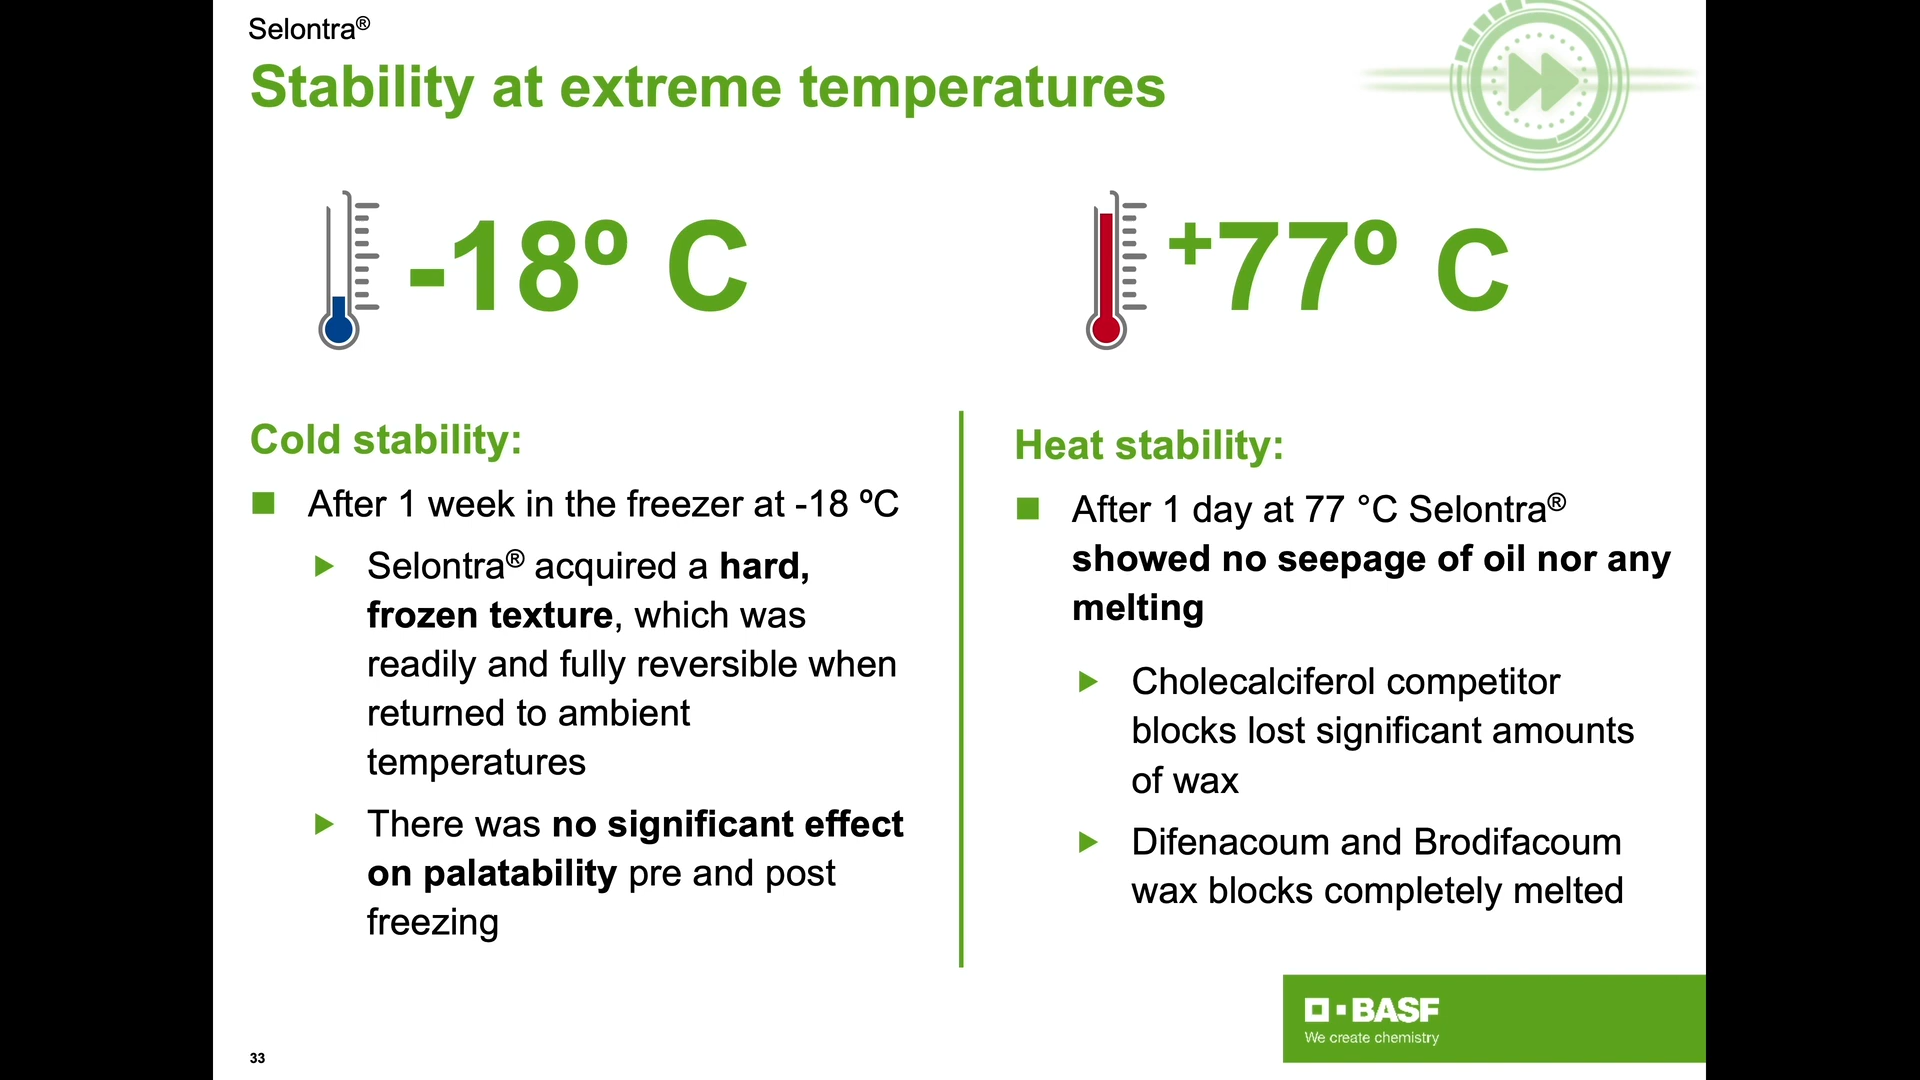 Selontra®
Stability at extreme temperatures
-18º C
+77º C
Cold stability:
After 1 week in the freezer at -18 ºC
Selontra® acquired a hard,
frozen texture, which was
readily and fully reversible when
returned to ambient
temperatures
There was no significant effect
on palatability pre and post
freezing
Heat stability:
After 1 day at 77 °C Selontra®
showed no seepage of oil nor any
melting
Cholecalciferol competitor
blocks lost significant amounts
of wax
Difenacoum and Brodifacoum
wax blocks completely melted
BASF
We create chemistry
33